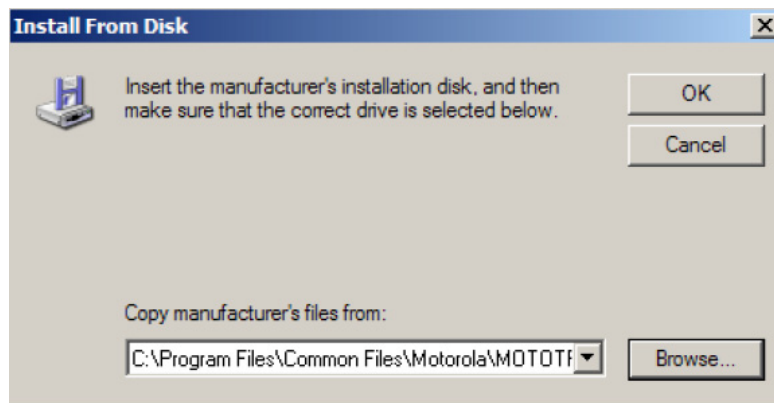 Install From Disk
Insert the manufacturer's installation disk, and then
make sure that the correct drive is selected below.
OK
Cancel
Copy manufacturer's files from:
C:\Program Files\Common Files\Motorola\MOTOTF
Browse...